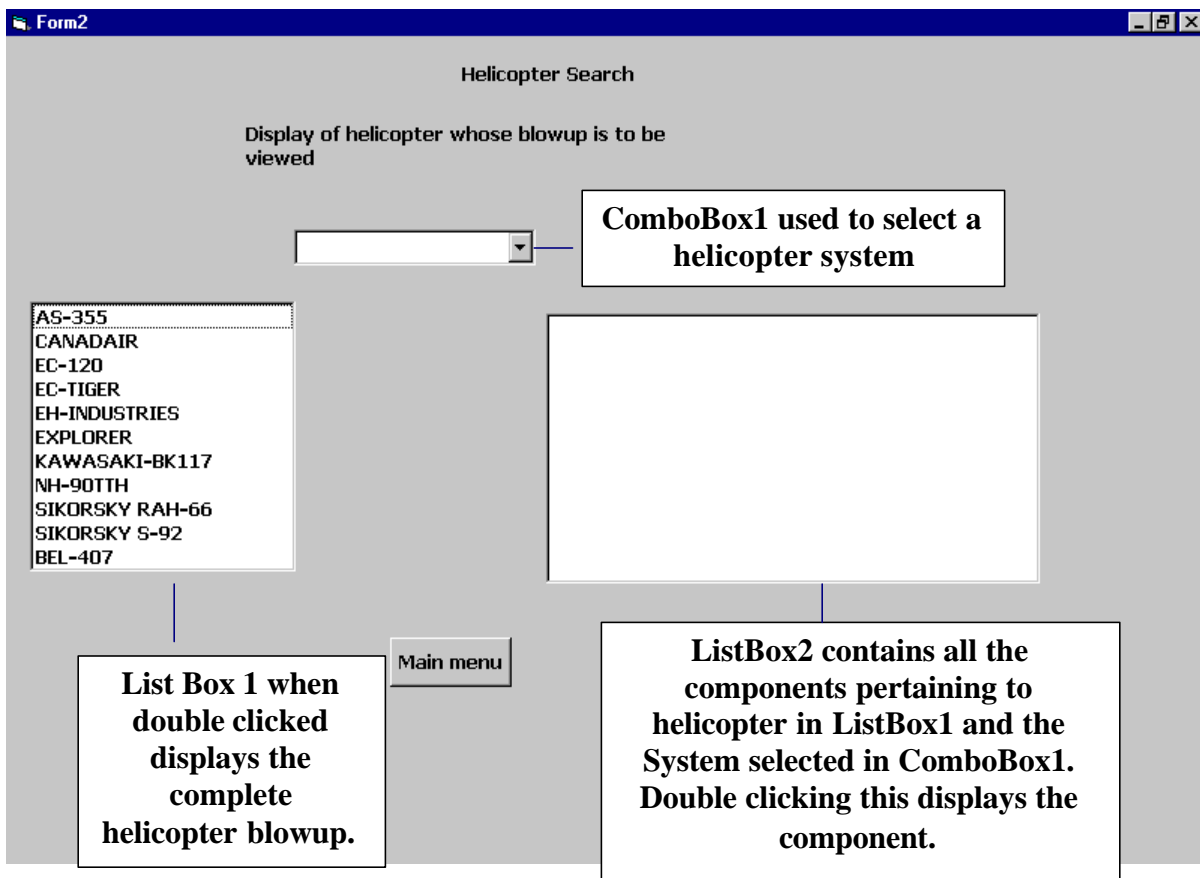 Form2
Helicopter Search
Display of helicopter whose blowup is to be
viewed
ComboBox1 used to select a
helicopter system
AS-355
CANADAIR
EC-120
EC-TIGER
EH-INDUSTRIES
EXPLORER
KAWASAKI-BK117
NH-90TTH
SIKORSKY RAH-66
SIKORSKY S-92
BEL-407
Main menu
List Box 1 when
double clicked
displays the
complete
helicopter blowup.
ListBox2 contains all the
components pertaining to
helicopter in ListBox1 and the
System selected in ComboBox1.
Double clicking this displays the
component.